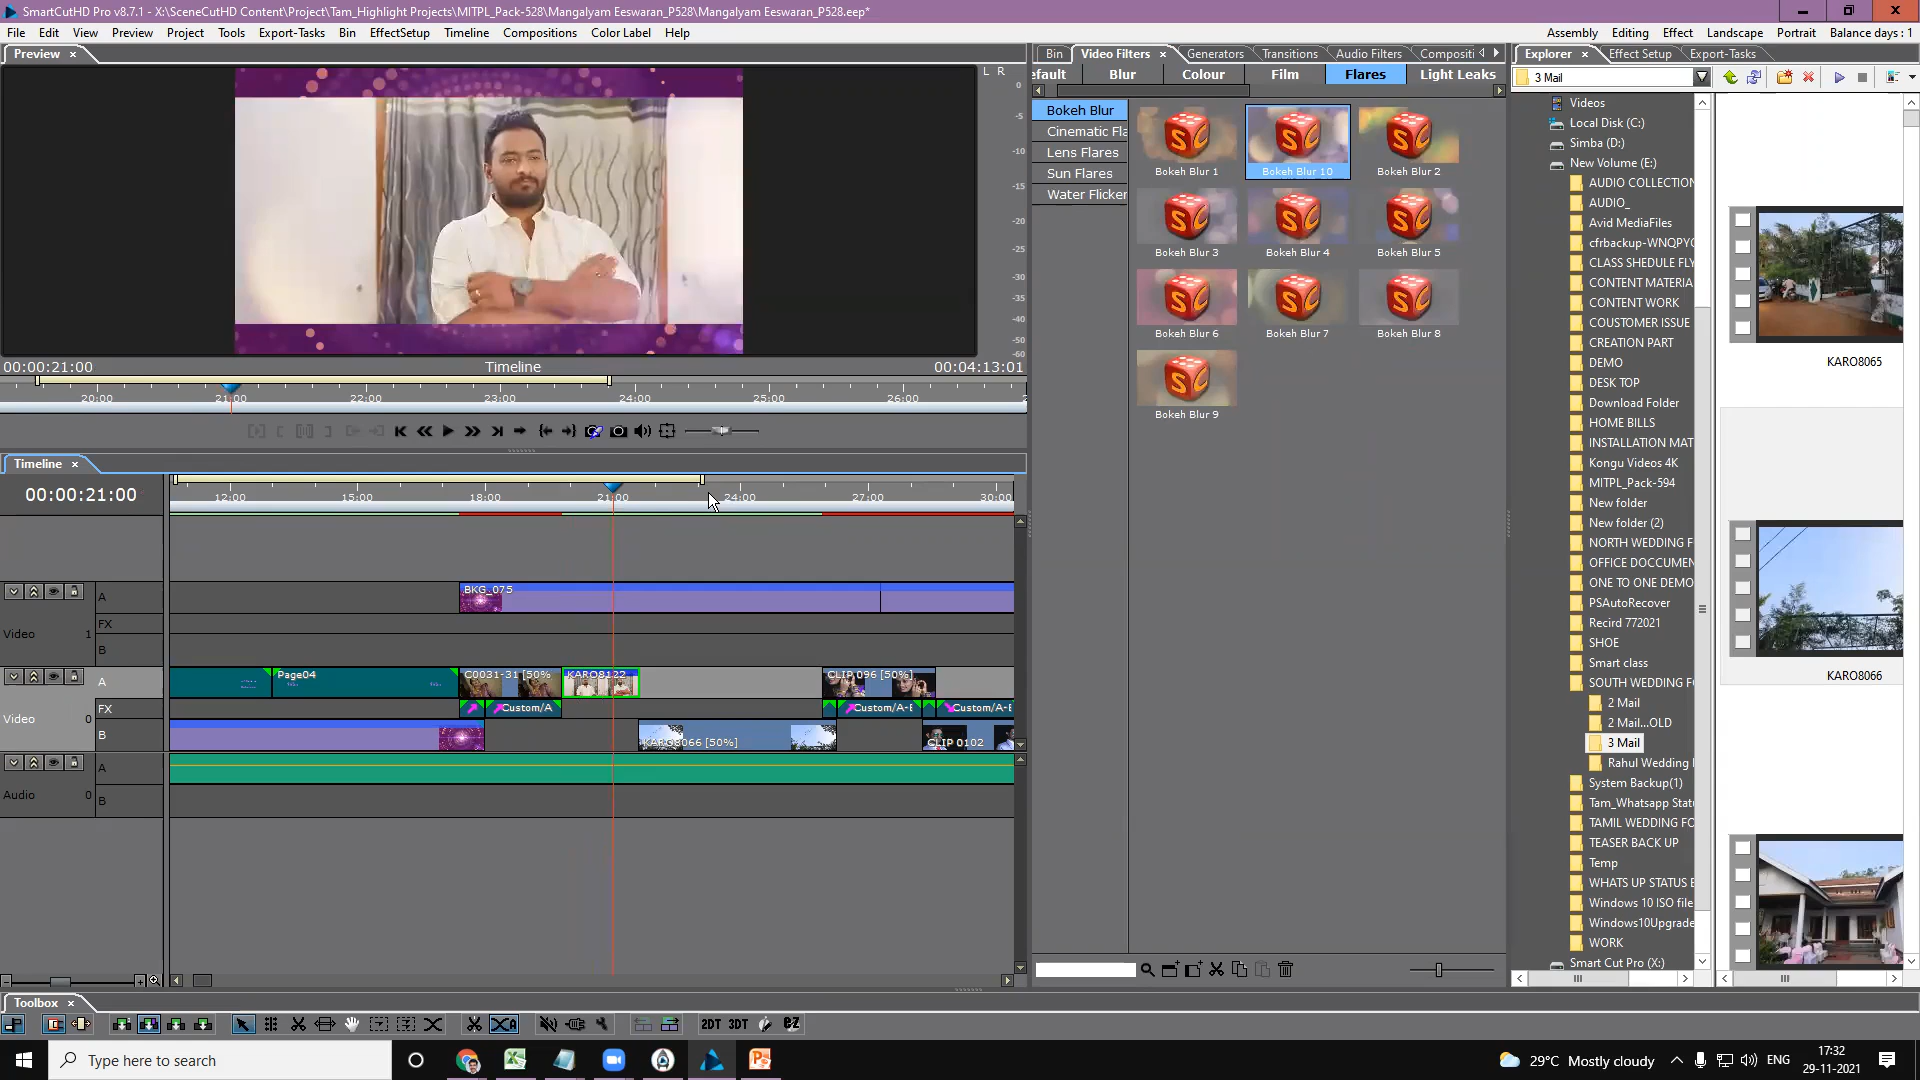 SmartCutHD Pro v8.7.1 - X:\SceneCutHD Content\Project\Tam_Highlight Projects\MITPL_Pack-528\Mangalyam Eeswaran_P528\Mangalyam Eeswaran_P528.eep*
File Edit View Preview Project Tools Export-Tasks Bin EffectSetup Timeline Compositions Color Label Help
Assembly Editing Effect Landscape Portrait Balance days : 1
Preview
L R
0
-5
-10
-15
-20
-25
-30
-35
-40
-50
-60
00:00:21:00 Timeline 00:04:13:01
20:00 21:00 22:00 23:00 24:00 25:00 26:00
Timeline
00:00:21:00
12:00 15:00 18:00 21:00 24:00 27:00 30:00
A BKG_075
FX
Video 1
B
A Page04 C0031-31 [50% KARO8122 CLIP 096 [50%]
FX Custom/A Custom/A-E Custom/A-E
Video 0
B KARO8066 [50%] CLIP 0102
A
Audio 0
B
Bin Video Filters Generators Transitions Audio Filters Compositi
efault Blur Colour Film Flares Light Leaks
Bokeh Blur
Cinematic Fla
Lens Flares
Sun Flares
Water Flicker
Bokeh Blur 1 Bokeh Blur 10 Bokeh Blur 2
Bokeh Blur 3 Bokeh Blur 4 Bokeh Blur 5
Bokeh Blur 6 Bokeh Blur 7 Bokeh Blur 8
Bokeh Blur 9
Explorer Effect Setup Export-Tasks
3 Mail
Videos
Local Disk (C:)
Simba (D:)
New Volume (E:)
AUDIO COLLECTION
AUDIO_
Avid MediaFiles
cfrbackup-WNQPYC
CLASS SHEDULE FLY
CONTENT MATERIA
CONTENT WORK
COUSTOMER ISSUE
CREATION PART
DEMO
DESK TOP
Download Folder
HOME BILLS
INSTALLATION MAT
Kongu Videos 4K
MITPL_Pack-594
New folder
New folder (2)
NORTH WEDDING F
OFFICE DOCCUMEN
ONE TO ONE DEMO
PSAutoRecover
Recird 772021
SHOE
Smart class
SOUTH WEDDING F
2 Mail
2 Mail...OLD
3 Mail
Rahul Wedding
System Backup(1)
Tam_Whatsapp Stat
TAMIL WEDDING FO
TEASER BACK UP
Temp
WHATS UP STATUS E
Windows 10 ISO file
Windows10Upgrade
WORK
Smart Cut Pro (X:)
KARO8065
KARO8066
Toolbox
2DT 3DT eZ
Type here to search
29°C Mostly cloudy
ENG
17:32
29-11-2021